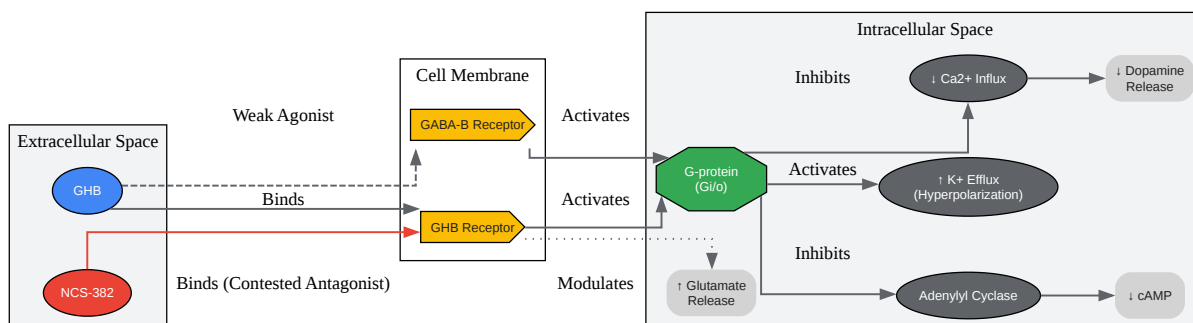 Intracellular Space
Cell Membrane
Extracellular Space
Weak Agonist
GABA-B Receptor
Activates
Inhibits
↓ Ca2+ Influx
↓ Dopamine
Release
GHB
Binds
GHB Receptor
Activates
G-protein
(Gi/o)
Activates
↑ K+ Efflux
(Hyperpolarization)
NCS-382
Binds (Contested Antagonist)
Modulates
↑ Glutamate
Release
Inhibits
Adenylyl Cyclase
↓ cAMP